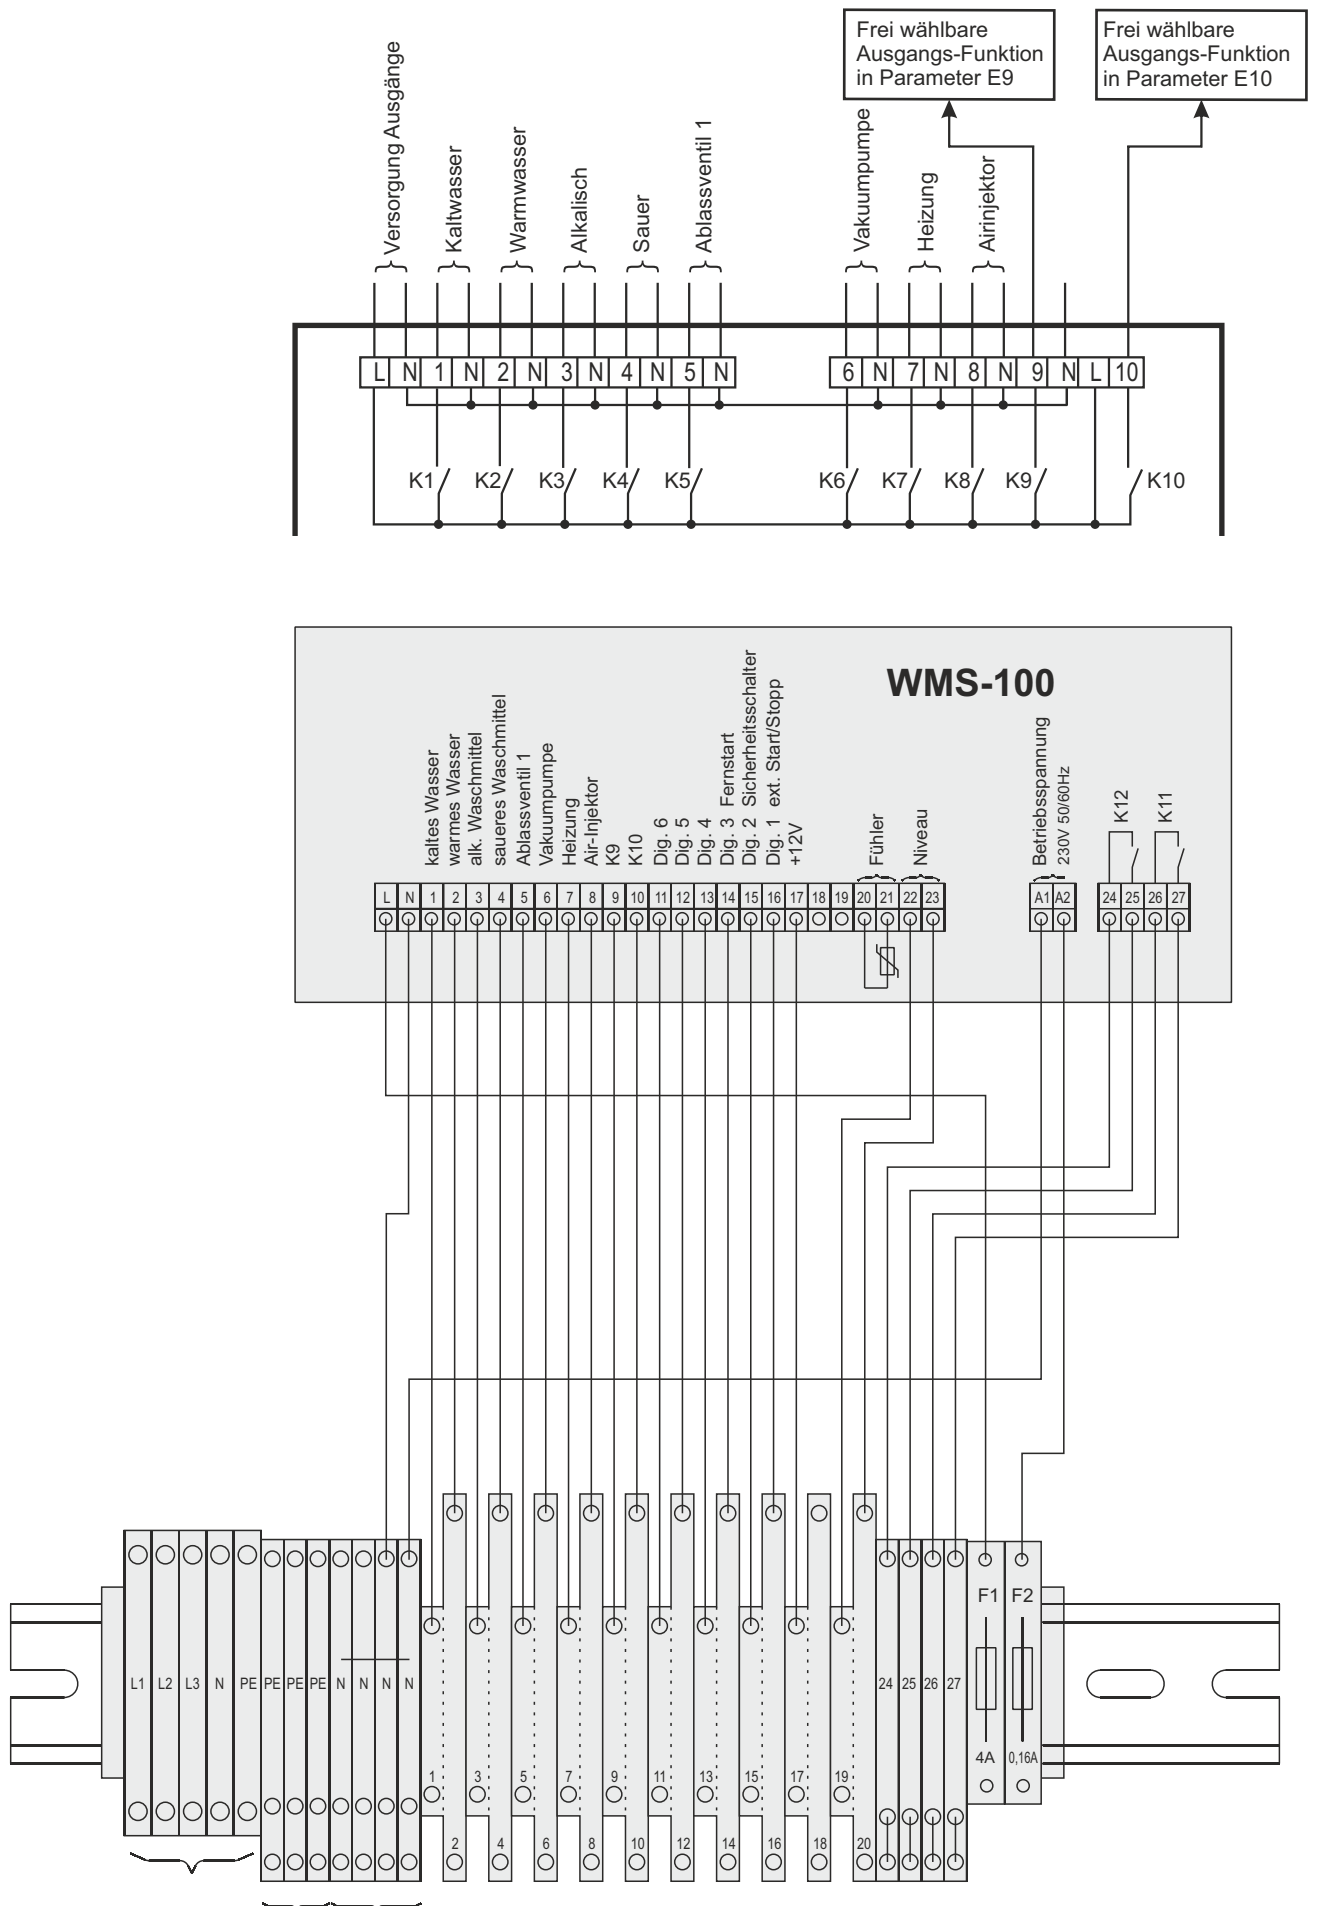 Frei wählbare
Ausgangs-Funktion
in Parameter E9
Frei wählbare
Ausgangs-Funktion
in Parameter E10
Versorgung Ausgänge
Kaltwasser
Warmwasser
Alkalisch
Sauer
Ablassventil 1
Vakuumpumpe
Heizung
Airinjektor
L N 1 N 2 N 3 N 4 N 5 N
6 N 7 N 8 N 9 N L 10
K1 K2 K3 K4 K5 K6 K7 K8 K9 K10
WMS-100
kaltes Wasser
warmes Wasser
alk. Waschmittel
saueres Waschmittel
Ablassventil 1
Vakuumpumpe
Heizung
Air-Injektor
K9
K10
Dig. 6
Dig. 5
Dig. 4
Dig. 3 Fernstart
Dig. 2 Sicherheitsschalter
Dig. 1 ext. Start/Stopp
+12V
Fühler
Niveau
Betriebsspannung
230V 50/60Hz
K12
K11
L N 1 2 3 4 5 6 7 8 9 10 11 12 13 14 15 16 17 18 19 20 21 22 23
A1 A2
24 25 26 27
F1 F2
L1 L2 L3 N PE PE PE PE N N N N
24 25 26 27
4A 0,16A
1 3 5 7 9 11 13 15 17 19
2 4 6 8 10 12 14 16 18 20